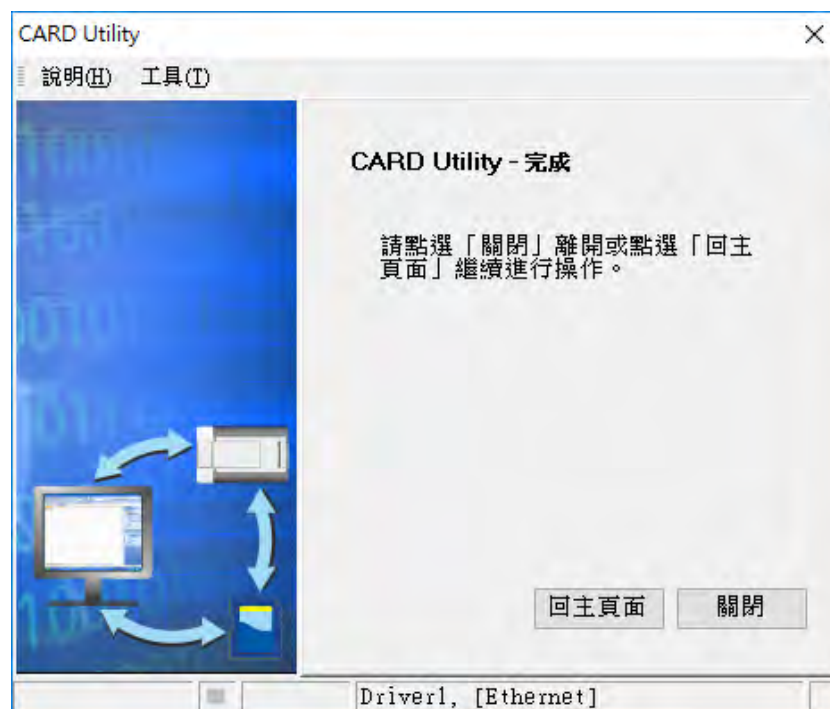 CARD Utility
說明(H) 工具(T)
CARD Utility - 完成
請點選「關閉」離開或點選「回主
頁面」繼續進行操作。
回主頁面 關閉
Driver1, [Ethernet]